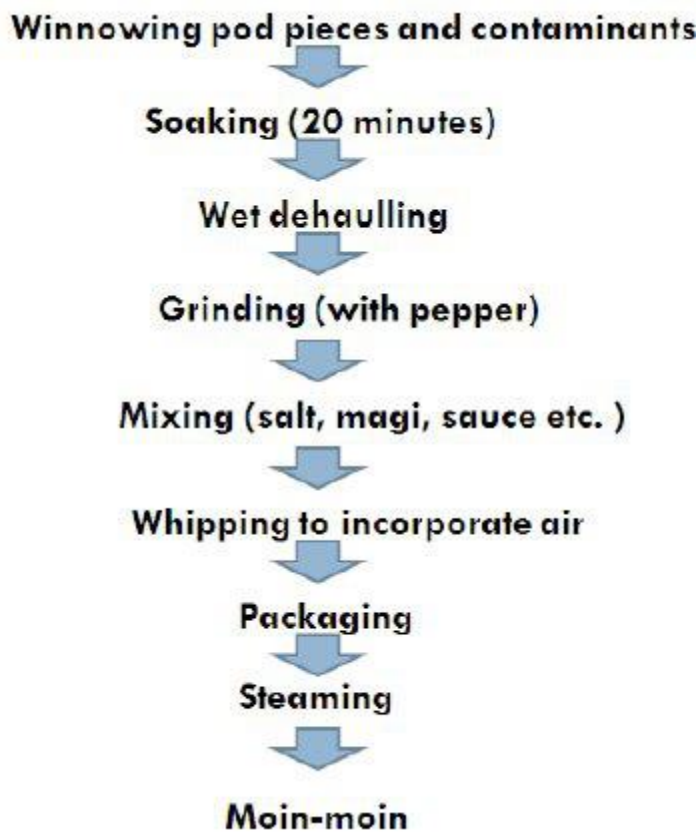 Winnowing pod pieces and contaminants
Soaking (20 minutes)
Wet dehaulling
Grinding (with pepper)
Mixing (salt, magi, sauce etc. )
Whipping to incorporate air
Packaging
Steaming
Moin-moin